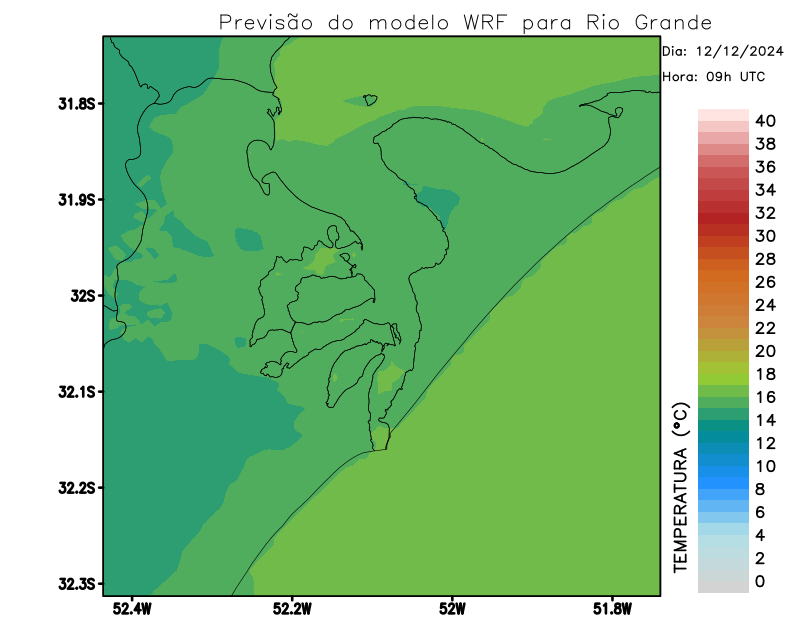 Previsão do modelo WRF para Rio Grande
Dia: 12/12/2024
Hora: 09h UTC
31.8S
31.9S
32S
32.1S
32.2S
32.3S
52.4W
52.2W
52W
51.8W
TEMPERATURA (°C)
40
38
36
34
32
30
28
26
24
22
20
18
16
14
12
10
8
6
4
2
0